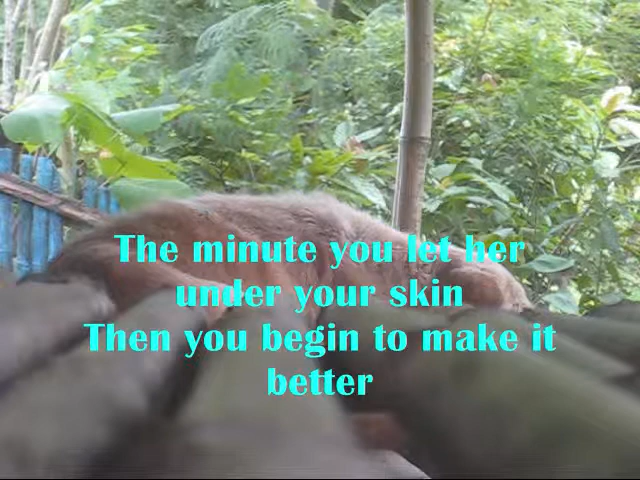 The minute you let her
under your skin
Then you begin to make it
better